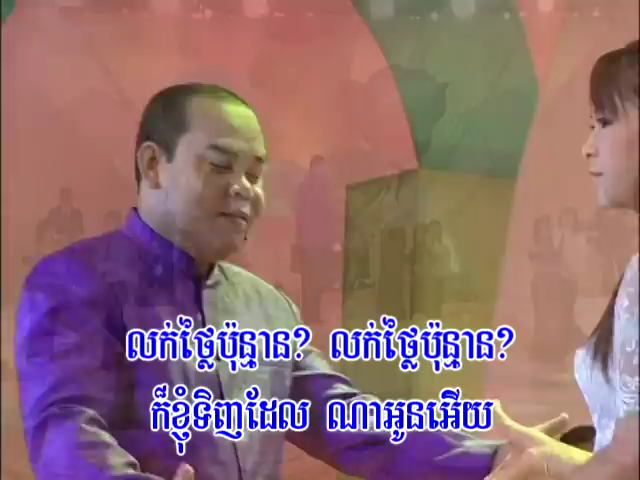 លក់ថ្លៃប៉ុន្មាន? លក់ថ្លៃប៉ុន្មាន?
ក៏ខ្ញុំទិញដែល ណាអូនអើយ